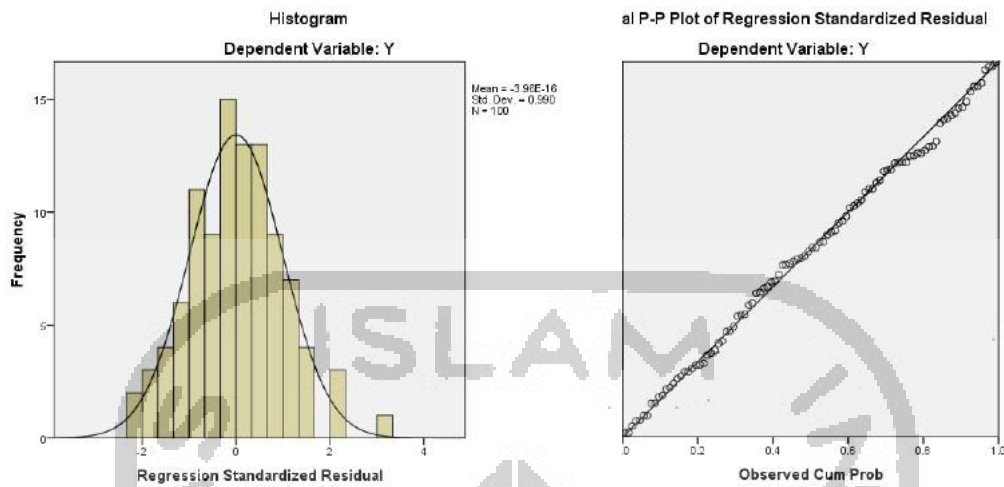 Histogram
Dependent Variable: Y
Mean = -3.96E-16
Std. Dev. = 0,990
N = 100
15
10
5
0
Frequency
-2
0
2
4
Regression Standardized Residual
al P-P Plot of Regression Standardized Residual
Dependent Variable: Y
0.0
0.2
0.4
0.6
0.8
1.0
Observed Cum Prob
ISLAM